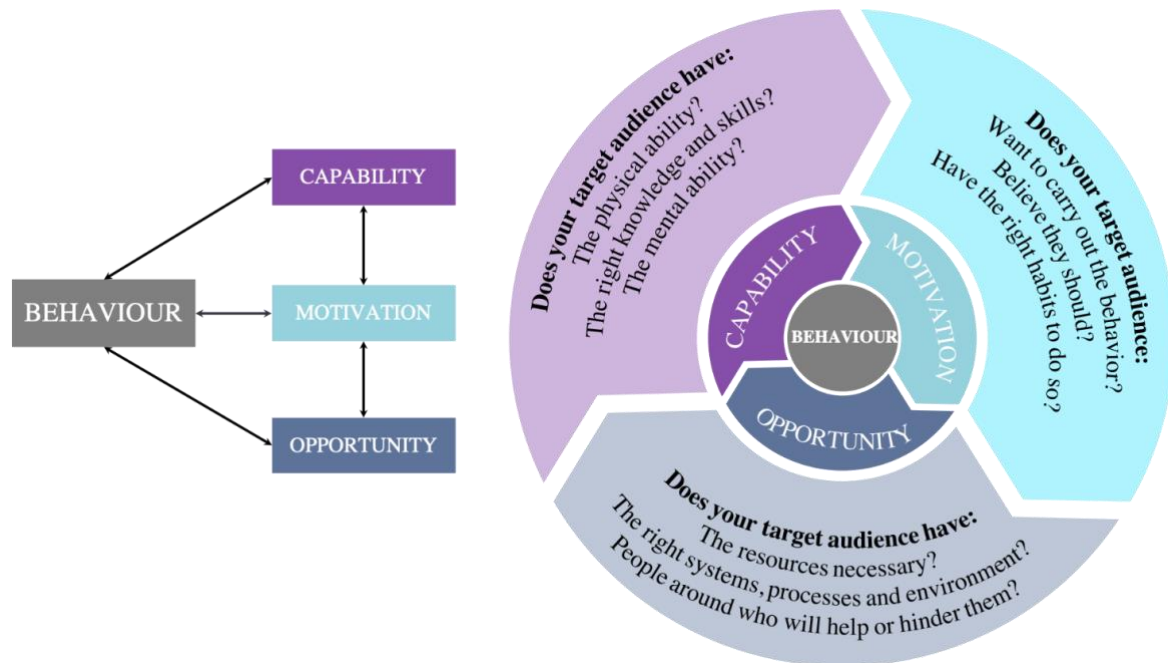 CAPABILITY
BEHAVIOUR
MOTIVATION
OPPORTUNITY
Does your target audience have:
The physical ability?
The right knowledge and skills?
The mental ability?
Does your target audience:
Want to carry out the behavior?
Believe they should?
Have the right habits to do so?
CAPABILITY
MOTIVATION
BEHAVIOUR
OPPORTUNITY
Does your target audience have:
The resources necessary?
The right systems, processes and environment?
People around who will help or hinder them?